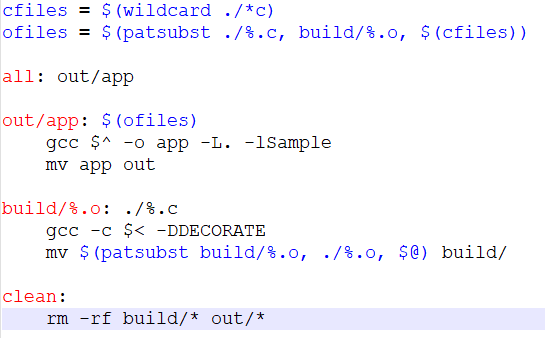 cfiles = $(wildcard ./*c)
ofiles = $(patsubst ./%.c, build/%.o, $(cfiles))
all: out/app
out/app: $(ofiles)
gcc $^ -o app -L. -lSample
mv app out
build/%.o: ./%.c
gcc -c $< -DDECORATE
mv $(patsubst build/%.o, ./%.o, $@) build/
clean:
rm -rf build/* out/*